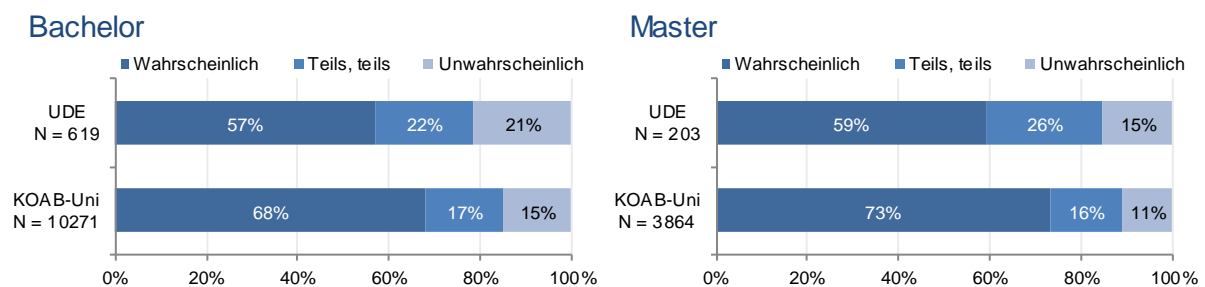 Bachelor
Wahrscheinlich Teils, teils Unwahrscheinlich
UDE
N = 619
57% 22% 21%
KOAB-Uni
N = 10271
68% 17% 15%
0% 20% 40% 60% 80% 100%
Master
Wahrscheinlich Teils, teils Unwahrscheinlich
UDE
N = 203
59% 26% 15%
KOAB-Uni
N = 3864
73% 16% 11%
0% 20% 40% 60% 80% 100%